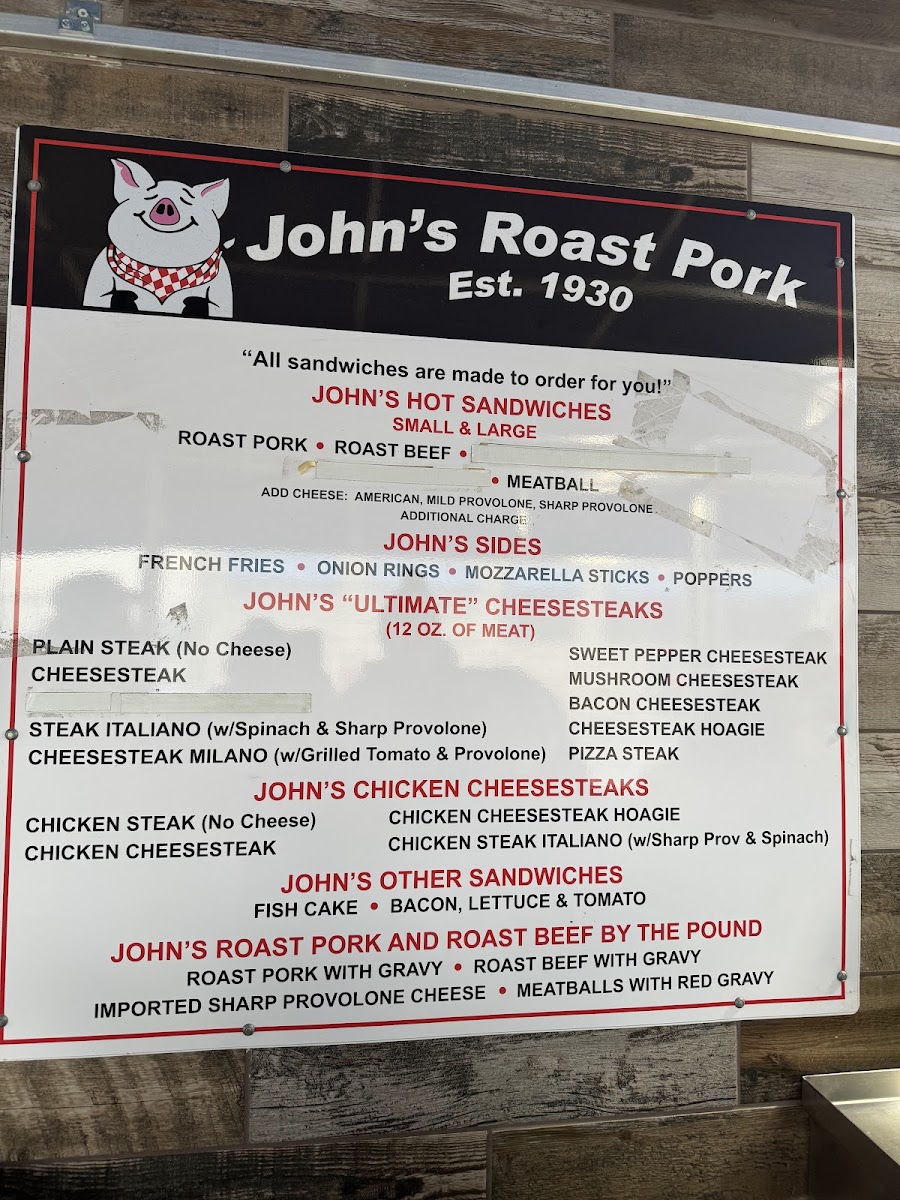 John's Roast Pork
Est. 1930
“All sandwiches are made to order for you!”
JOHN'S HOT SANDWICHES
SMALL & LARGE
ROAST PORK • ROAST BEEF •
• MEATBALL
ADD CHEESE: AMERICAN, MILD PROVOLONE, SHARP PROVOLONE
ADDITIONAL CHARGE
JOHN'S SIDES
FRENCH FRIES • ONION RINGS • MOZZARELLA STICKS • POPPERS
JOHN'S “ULTIMATE” CHEESESTEAKS
(12 OZ. OF MEAT)
PLAIN STEAK (No Cheese)
CHEESESTEAK
STEAK ITALIANO (w/Spinach & Sharp Provolone)
CHEESESTEAK MILANO (w/Grilled Tomato & Provolone)
SWEET PEPPER CHEESESTEAK
MUSHROOM CHEESESTEAK
BACON CHEESESTEAK
CHEESESTEAK HOAGIE
PIZZA STEAK
JOHN'S CHICKEN CHEESESTEAKS
CHICKEN STEAK (No Cheese)
CHICKEN CHEESESTEAK
CHICKEN CHEESESTEAK HOAGIE
CHICKEN STEAK ITALIANO (w/Sharp Prov & Spinach)
JOHN'S OTHER SANDWICHES
FISH CAKE • BACON, LETTUCE & TOMATO
JOHN'S ROAST PORK AND ROAST BEEF BY THE POUND
ROAST PORK WITH GRAVY • ROAST BEEF WITH GRAVY
IMPORTED SHARP PROVOLONE CHEESE • MEATBALLS WITH RED GRAVY